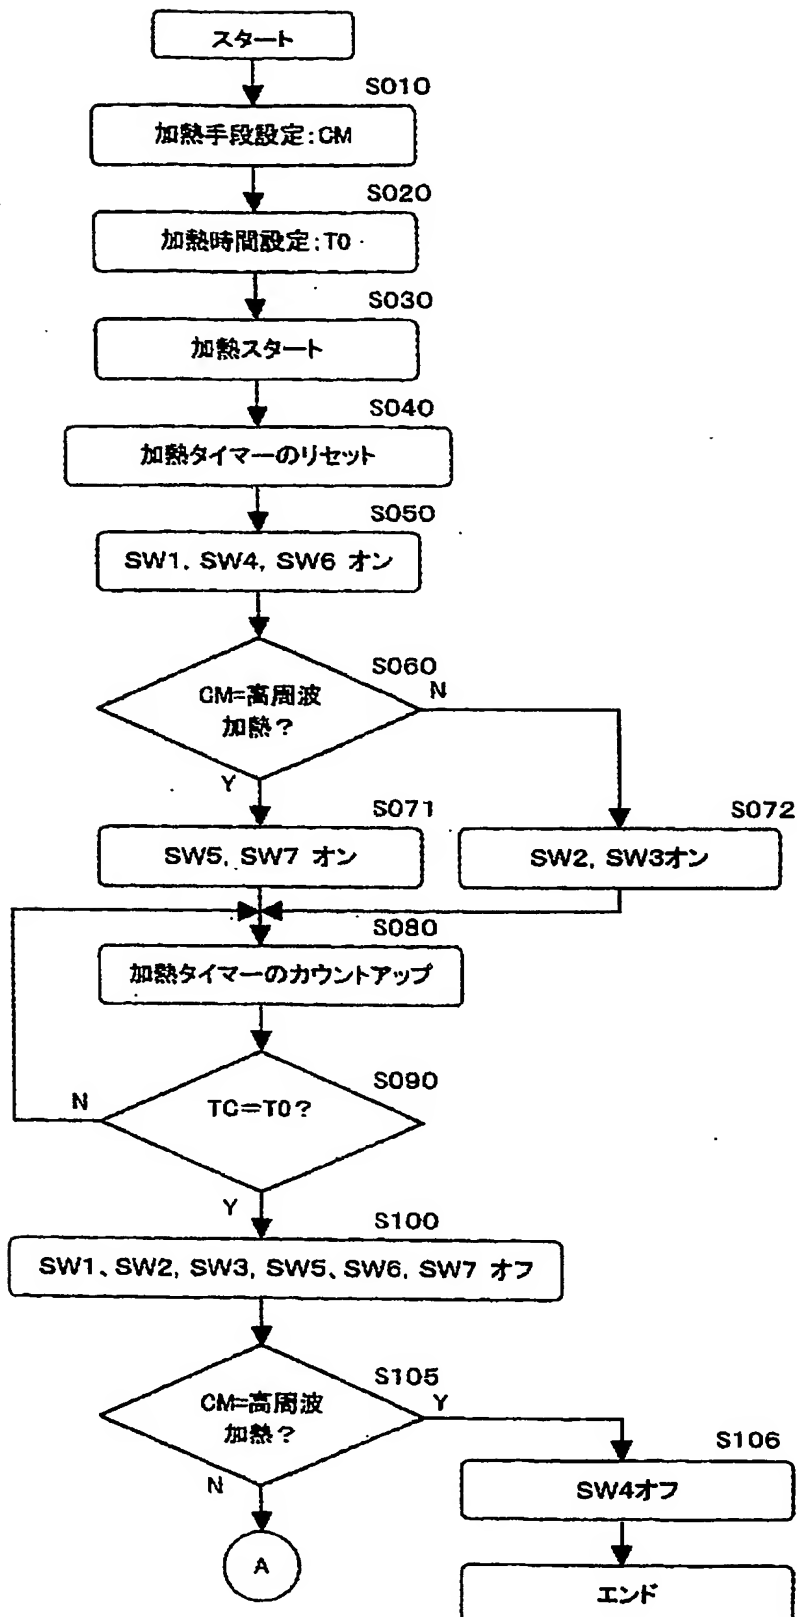 スタート
S010
加熱手段設定:CM
S020
加熱時間設定:T0
S030
加熱スタート
S040
加熱タイマーのリセット
S050
SW1, SW4, SW6 オン
S060
CM=高周波
加熱?
N
Y
S071
SW5, SW7 オン
S072
SW2, SW3オン
S080
加熱タイマーのカウントアップ
S090
TC=T0?
N
Y
S100
SW1、SW2, SW3, SW5、SW6, SW7 オフ
S105
CM=高周波
加熱?
Y
N
S106
SW4オフ
A
エンド